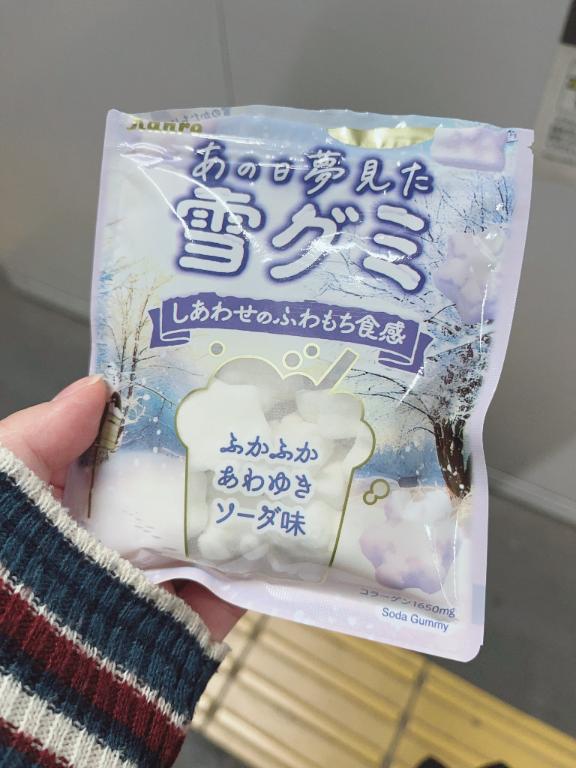 Kanro
あの日夢見た
雪グミ
しあわせのふわもち食感
ふかふか
あわゆき
ソーダ味
コラーゲン1650mg
Soda Gummy